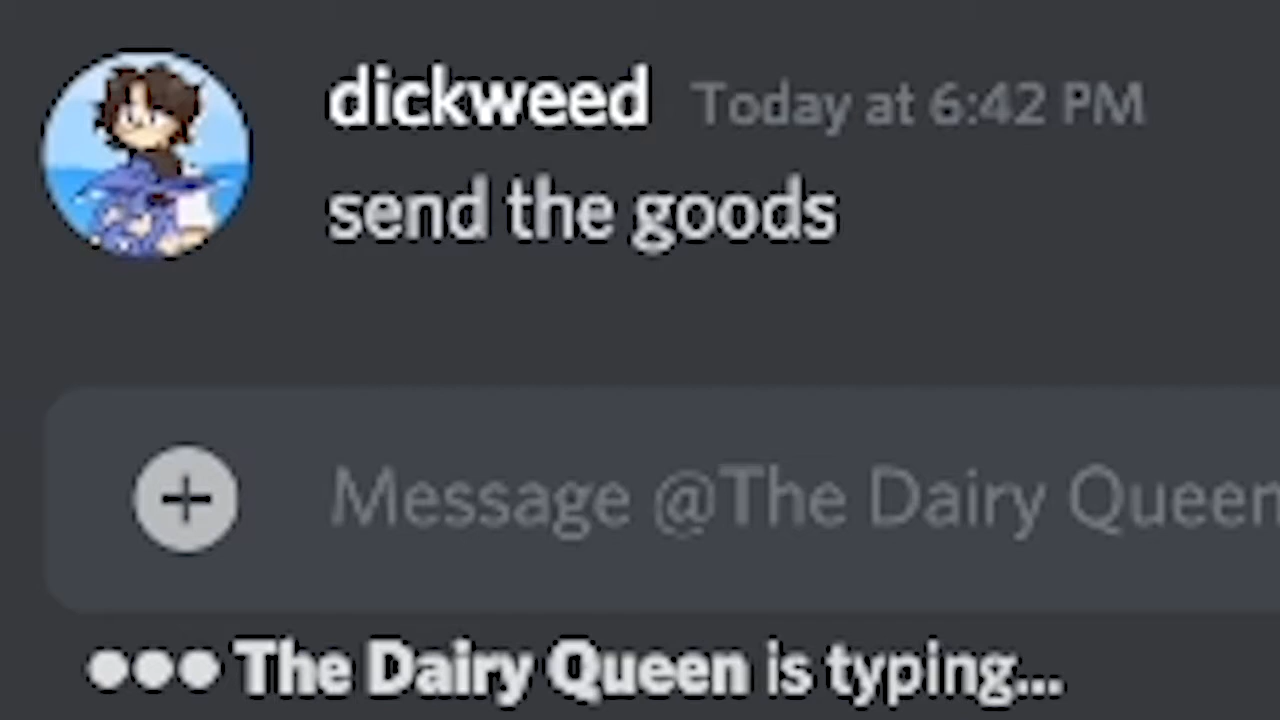 dickweed Today at 6:42 PM
send the goods
Message @The Dairy Queen
The Dairy Queen is typing...